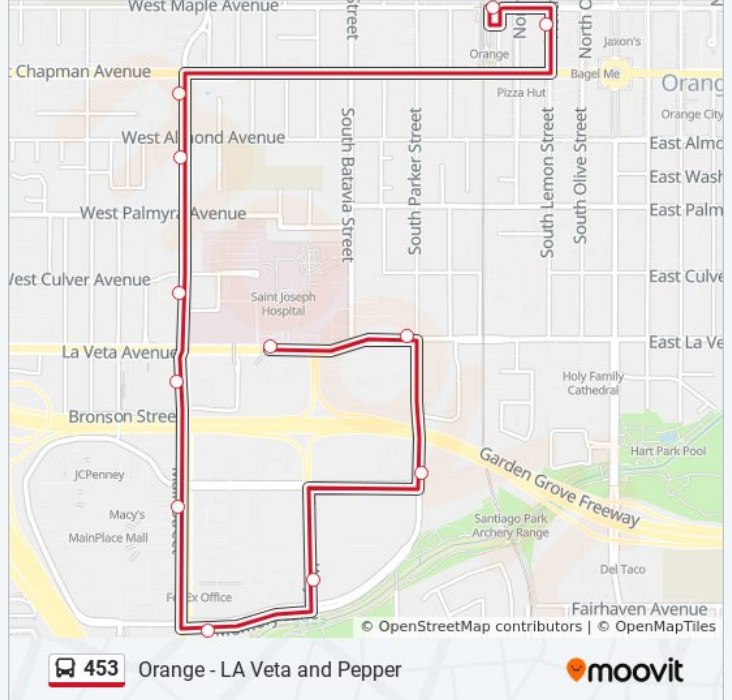 West Maple Avenue
Street
Nor
North C
Jaxon's
Orange
Chapman Avenue
Bagel Me
Pizza Hut
Orang
Orange City
West Almond Avenue
East Almo
South Batavia Street
South Parker Street
South Lemon Street
South Olive Street
East Wash
West Palmyra Avenue
East Palm
West Culver Avenue
East Culve
Saint Joseph
Hospital
La Veta Avenue
East La Ve
Holy Family
Cathedral
Bronson Stree
Hart Park Pool
Garden Grove Freeway
JCPenney
Macy's
MainPlace Mall
Santiago Park
Archery Range
Del Taco
FedEx Office
Fairhaven Avenue
© OpenStreetMap contributors | © OpenMapTiles
453 Orange - LA Veta and Pepper
moovit